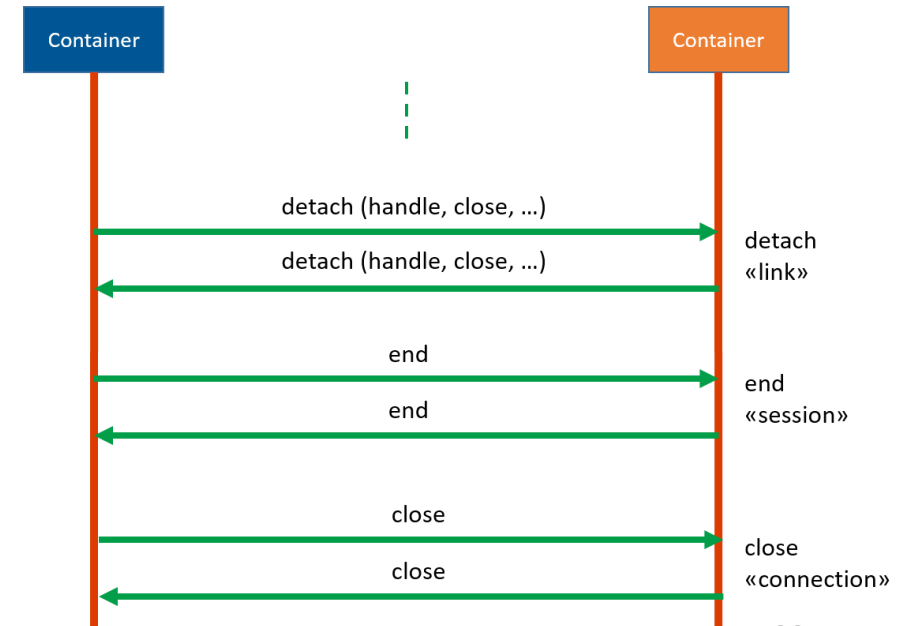 Container
Container
detach (handle, close, ...)
detach (handle, close, ...)
detach
«link»
end
end
end
«session»
close
close
close
«connection»